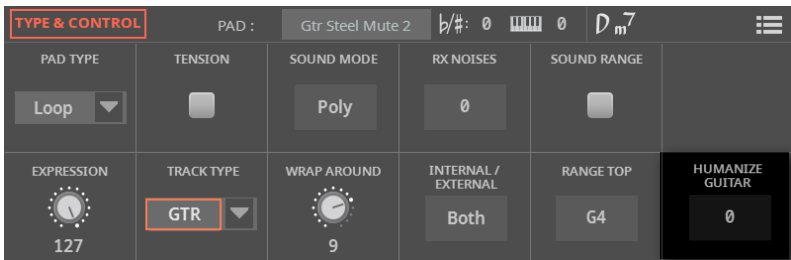 TYPE & CONTROL PAD : Gtr Steel Mute 2 ♭/♯: 0 0 Dm7
PAD TYPE TENSION SOUND MODE RX NOISES SOUND RANGE
Loop Poly 0
EXPRESSION TRACK TYPE WRAP AROUND INTERNAL / EXTERNAL RANGE TOP HUMANIZE GUITAR
GTR Both G4 0
127 9